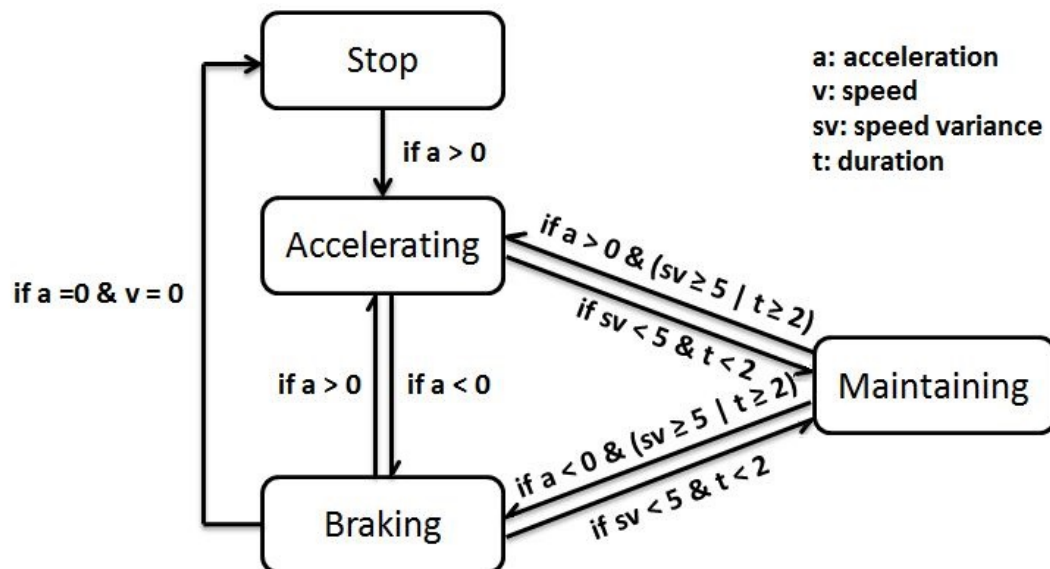 Stop
a: acceleration
v: speed
sv: speed variance
t: duration
if a > 0
Accelerating
if a > 0 & (sv ≥ 5 | t ≥ 2)
if sv < 5 & t < 2
if a =0 & v = 0
if a > 0
if a < 0
Maintaining
if a < 0 & (sv ≥ 5 | t ≥ 2)
if sv < 5 & t < 2
Braking